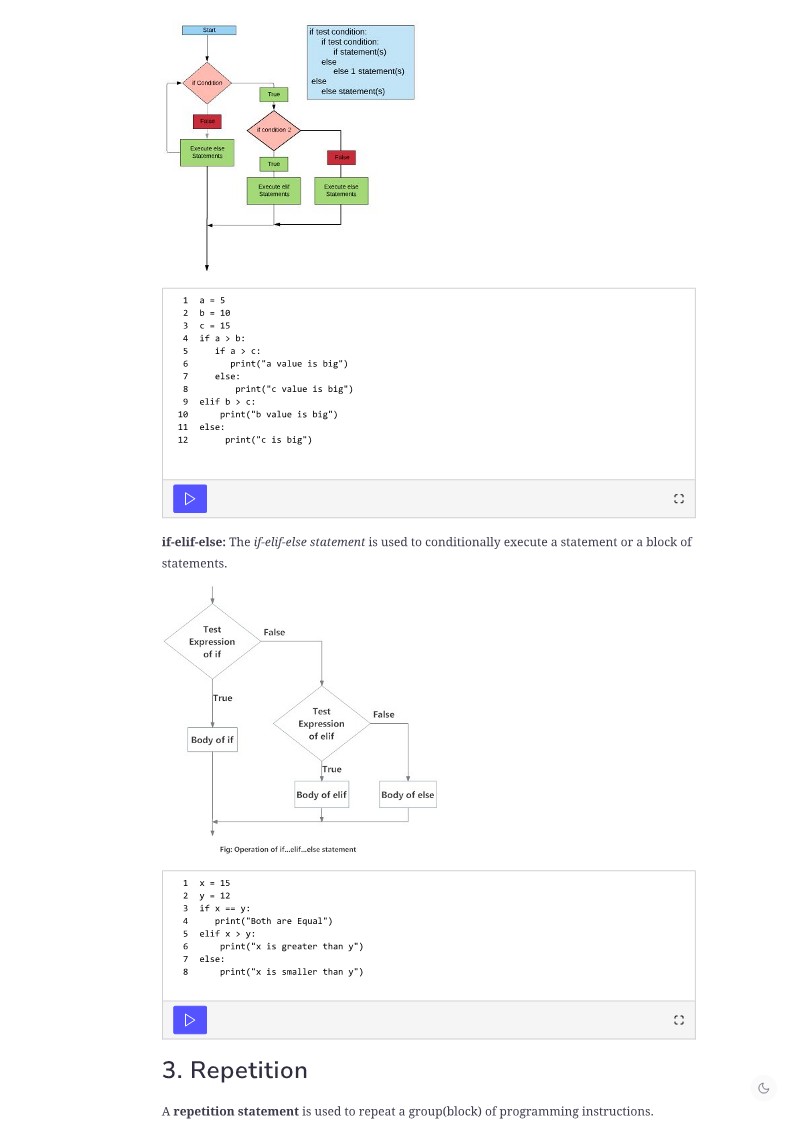 Start
if test condition:
if test condition:
if statement(s)
else
else 1 statement(s)
else
else statement(s)
if Condition
True
False
if condition 2
Execute else
Statements
True
False
Execute elif
Statements
Execute else
Statements
1 a = 5
2 b = 10
3 c = 15
4 if a > b:
5 if a > c:
6 print("a value is big")
7 else:
8 print("c value is big")
9 elif b > c:
10 print("b value is big")
11 else:
12 print("c is big")
if-elif-else: The if-elif-else statement is used to conditionally execute a statement or a block of
statements.
Test
Expression
of if
False
True
Test
Expression
of elif
False
Body of if
True
Body of elif
Body of else
Fig: Operation of if...elif...else statement
1 x = 15
2 y = 12
3 if x == y:
4 print("Both are Equal")
5 elif x > y:
6 print("x is greater than y")
7 else:
8 print("x is smaller than y")
3. Repetition
A repetition statement is used to repeat a group(block) of programming instructions.